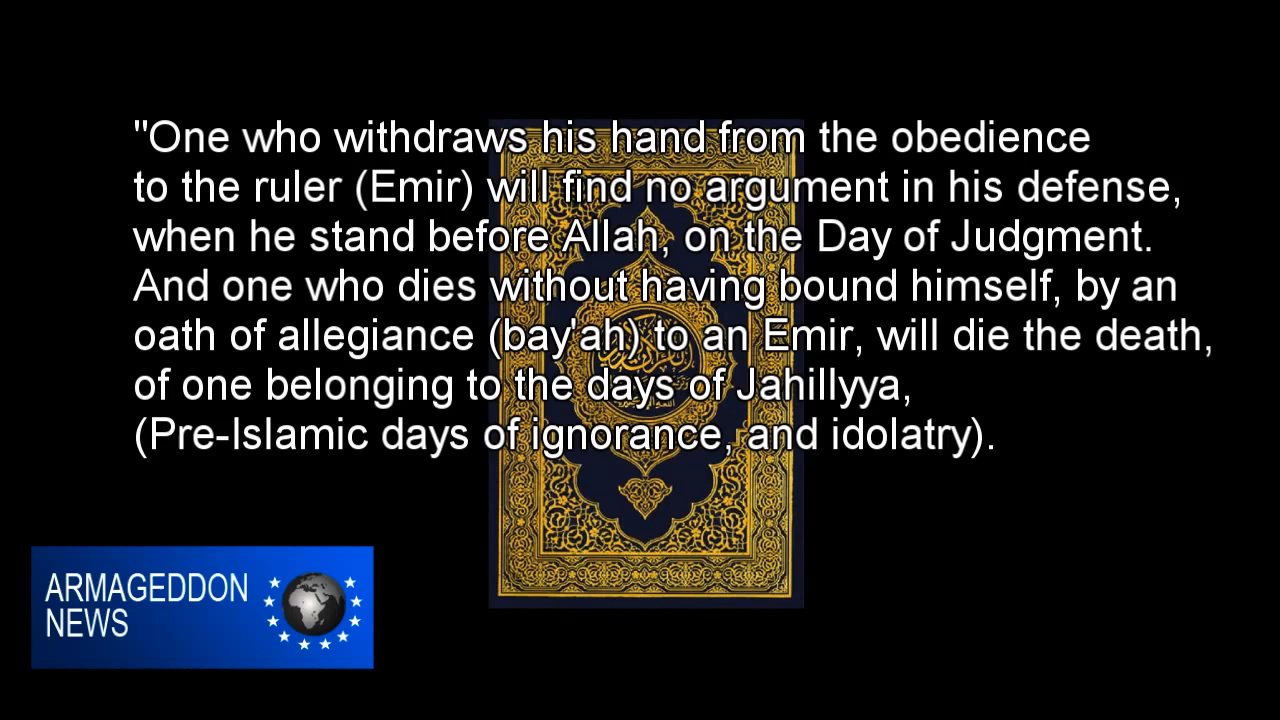 "One who withdraws his hand from the obedience
to the ruler (Emir) will find no argument in his defense,
when he stand before Allah, on the Day of Judgment.
And one who dies without having bound himself, by an
oath of allegiance (bay'ah) to an Emir, will die the death,
of one belonging to the days of Jahillyya,
(Pre-Islamic days of ignorance, and idolatry).
ARMAGEDDON
NEWS